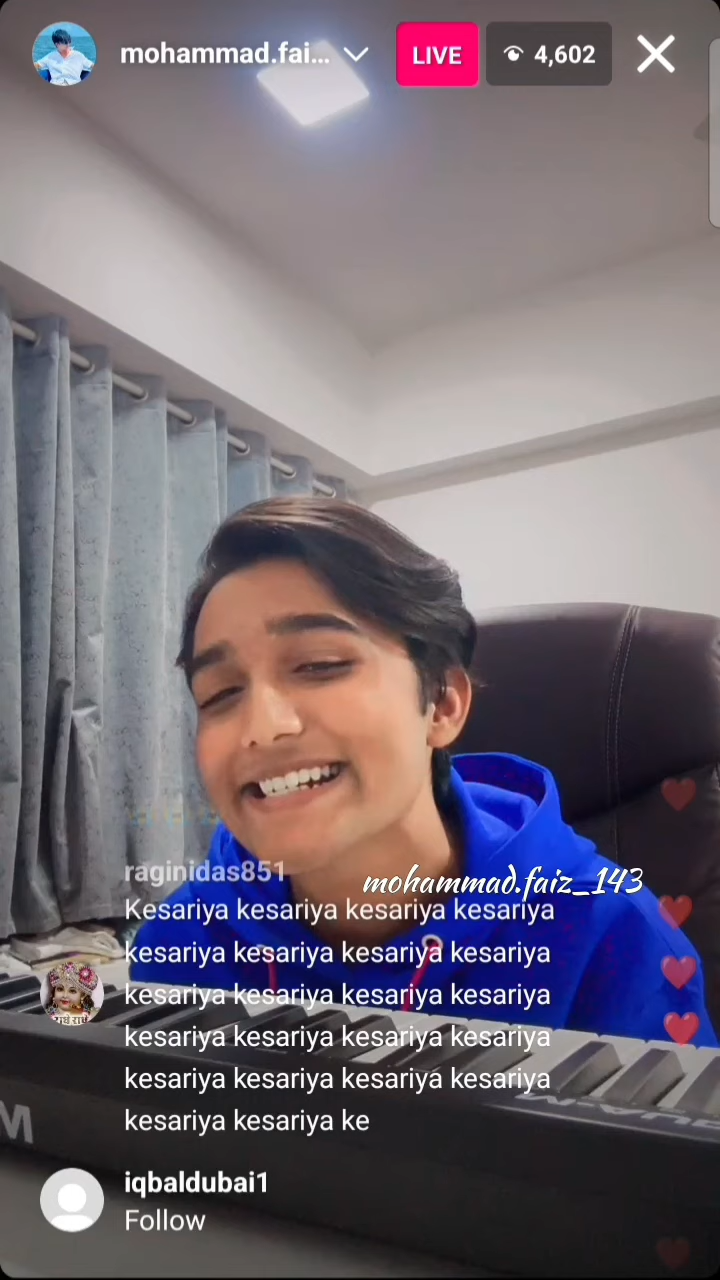 mohammad.fai...
LIVE
4,602
raginidas851
mohammad.faiz_143
Kesariya kesariya kesariya kesariya
kesariya kesariya kesariya kesariya
kesariya kesariya kesariya kesariya
kesariya kesariya kesariya kesariya
kesariya kesariya kesariya kesariya
kesariya kesariya ke
राधे राधे
M
iqbaldubai1
Follow